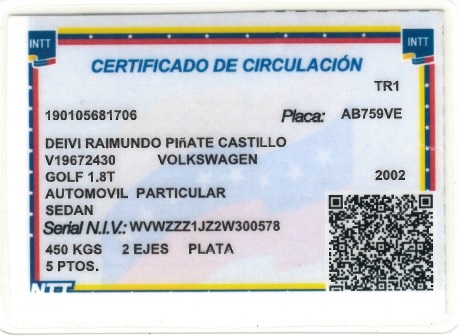 INTT
INTT
CERTIFICADO DE CIRCULACIÓN
TR1
190105681706 Placa: AB759VE
DEIVI RAIMUNDO PIñATE CASTILLO
V19672430 VOLKSWAGEN
GOLF 1.8T 2002
AUTOMOVIL PARTICULAR
SEDAN
Serial N.I.V.: WVWZZZ1JZ2W300578
450 KGS 2 EJES PLATA
5 PTOS.
INTT